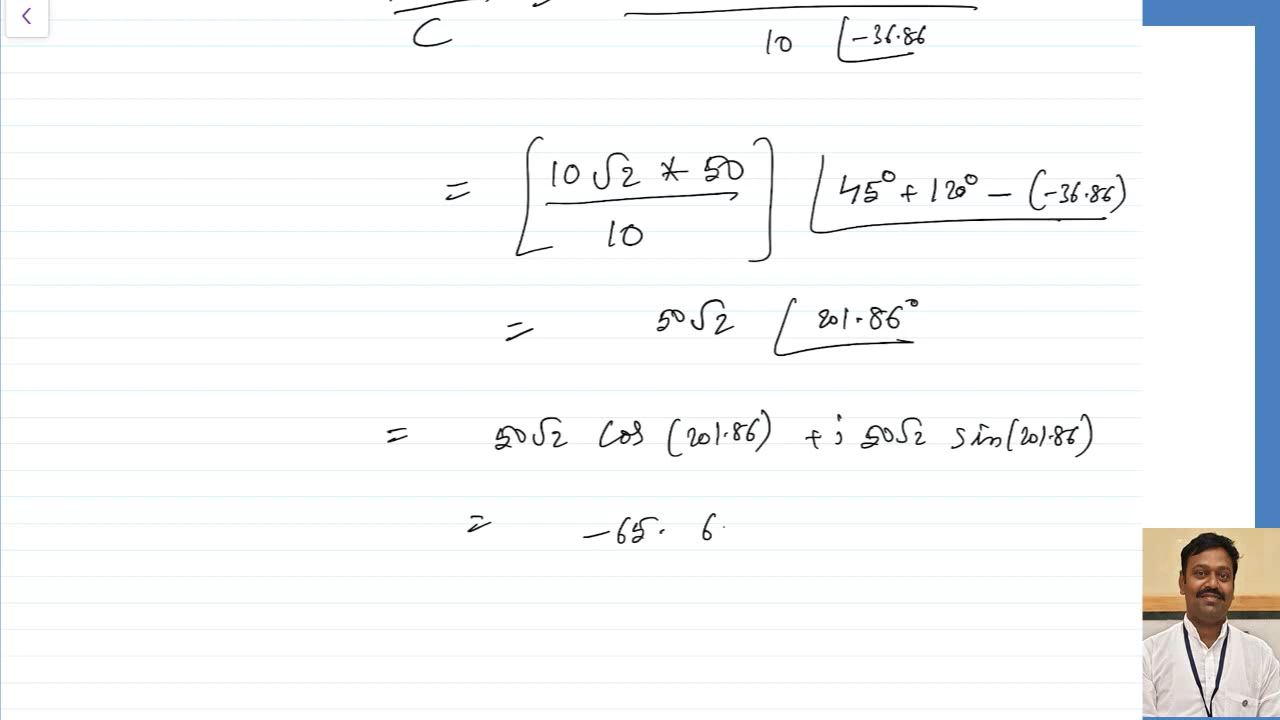 C
10 ∠-36.86
= [10√2 * 50 / 10] ∠45° + 120° - (-36.86)
= 50√2 ∠201.86°
= 50√2 cos (201.86) + i 50√2 sin(201.86)
= -65. 6